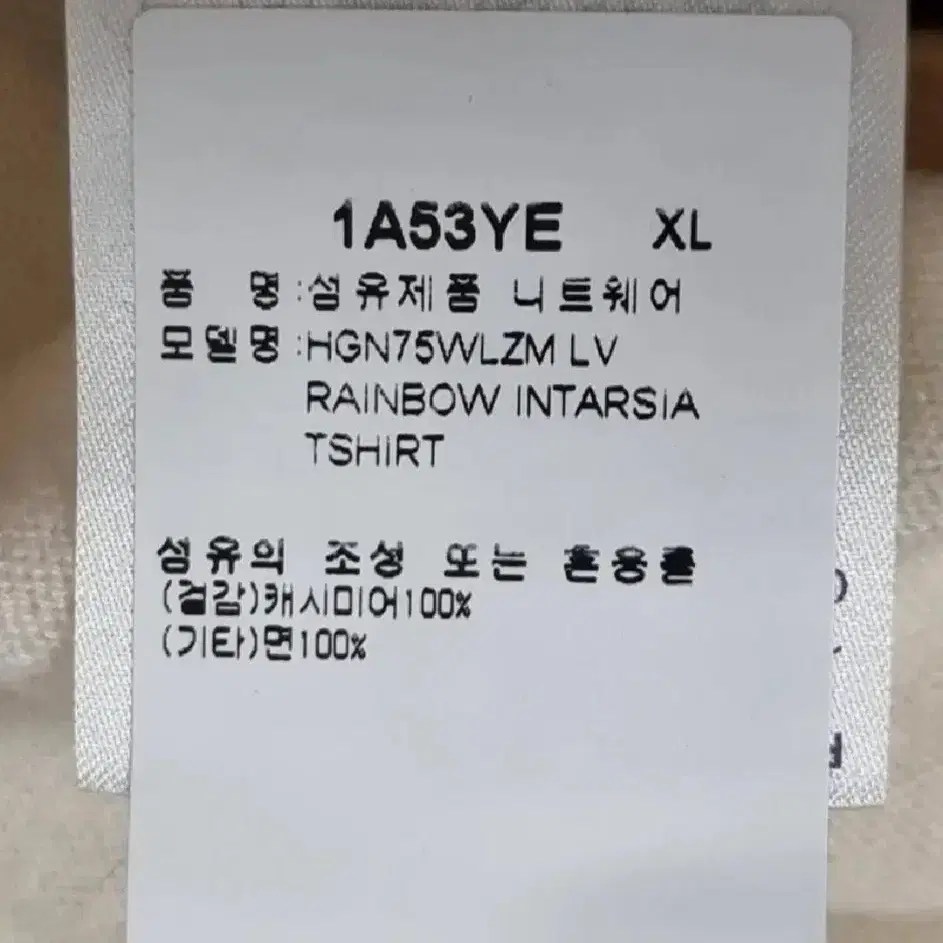 1A53YE XL
품 명:섬유제품 니트웨어
모델명:HGN75WLZM LV
RAINBOW INTARSIA
TSHIRT
섬유의 조성 또는 혼용률
(겉감)캐시미어100%
(기타)면100%